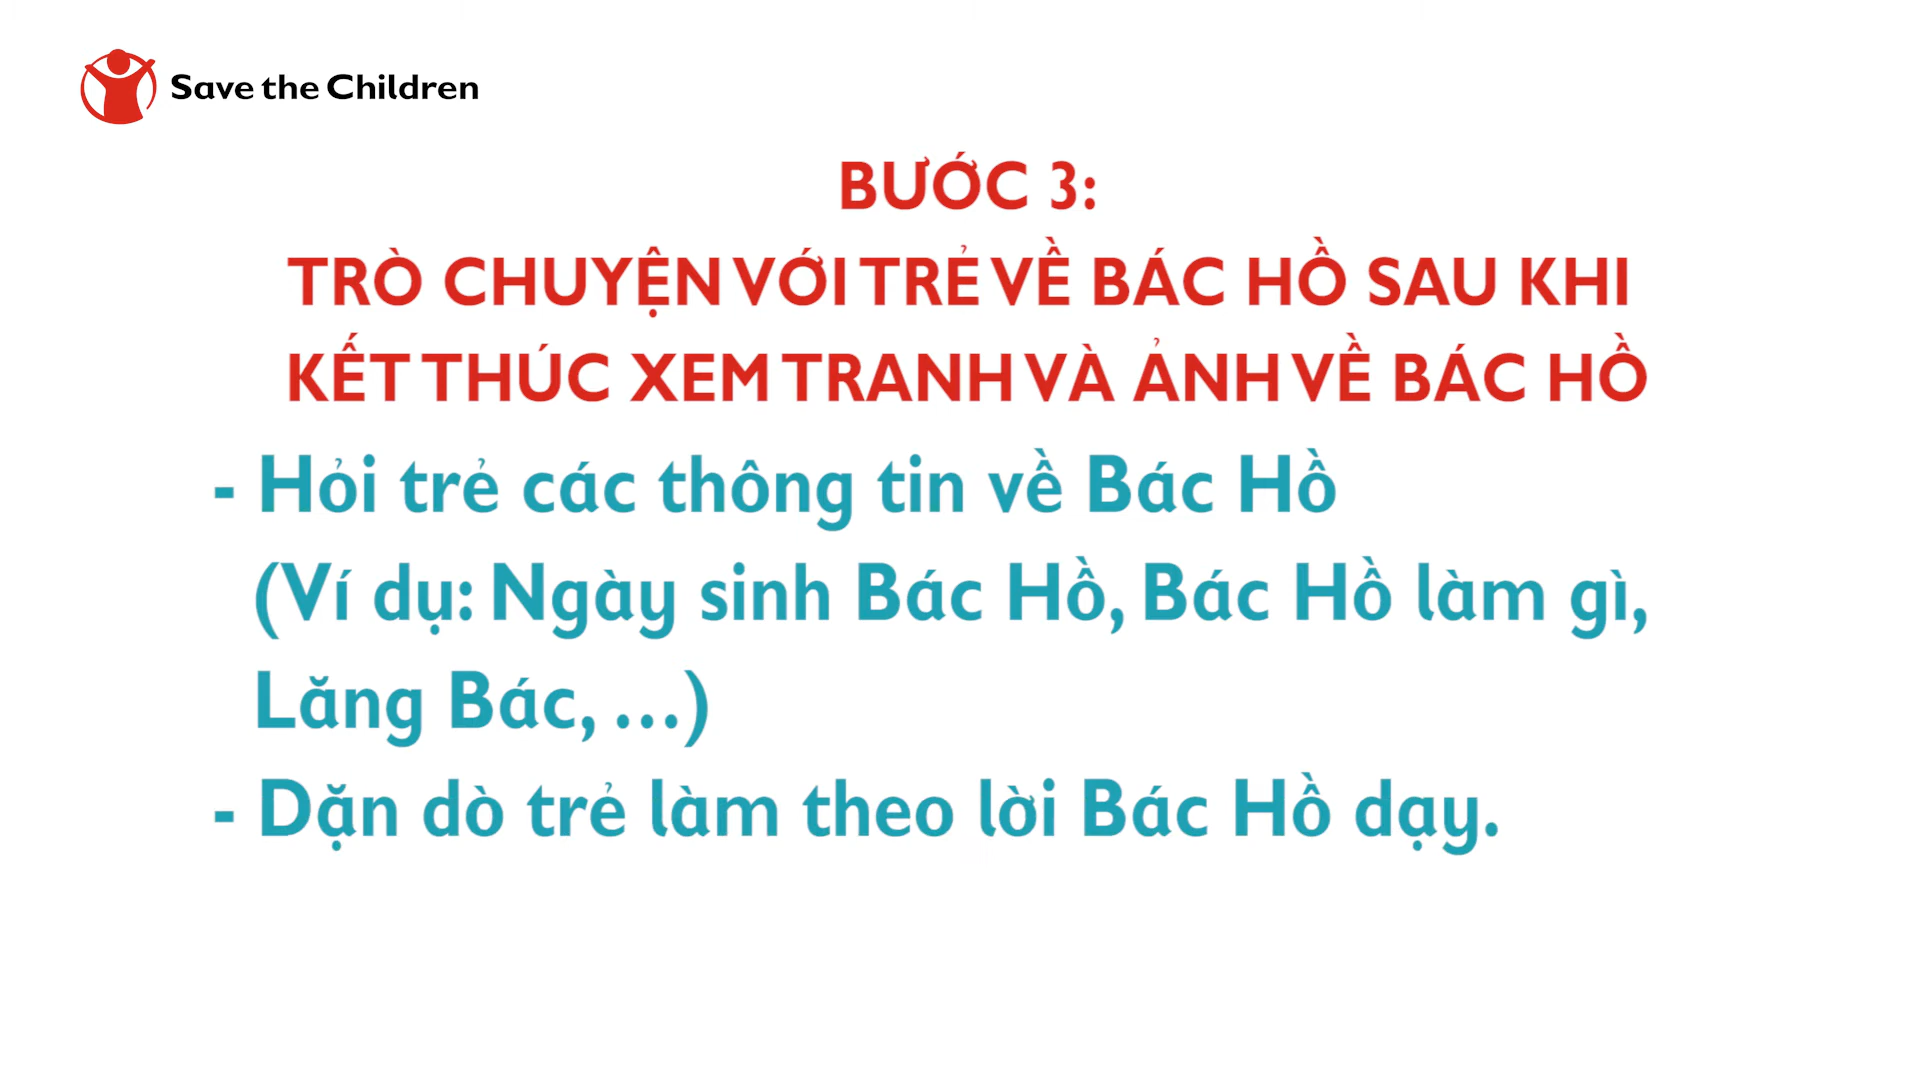 Save the Children
BƯỚC 3:
TRÒ CHUYỆN VỚI TRẺ VỀ BÁC HỒ SAU KHI
KẾT THÚC XEM TRANH VÀ ẢNH VỀ BÁC HỒ
- Hỏi trẻ các thông tin về Bác Hồ
(Ví dụ: Ngày sinh Bác Hồ, Bác Hồ làm gì,
Lăng Bác, ...)
- Dặn dò trẻ làm theo lời Bác Hồ dạy.